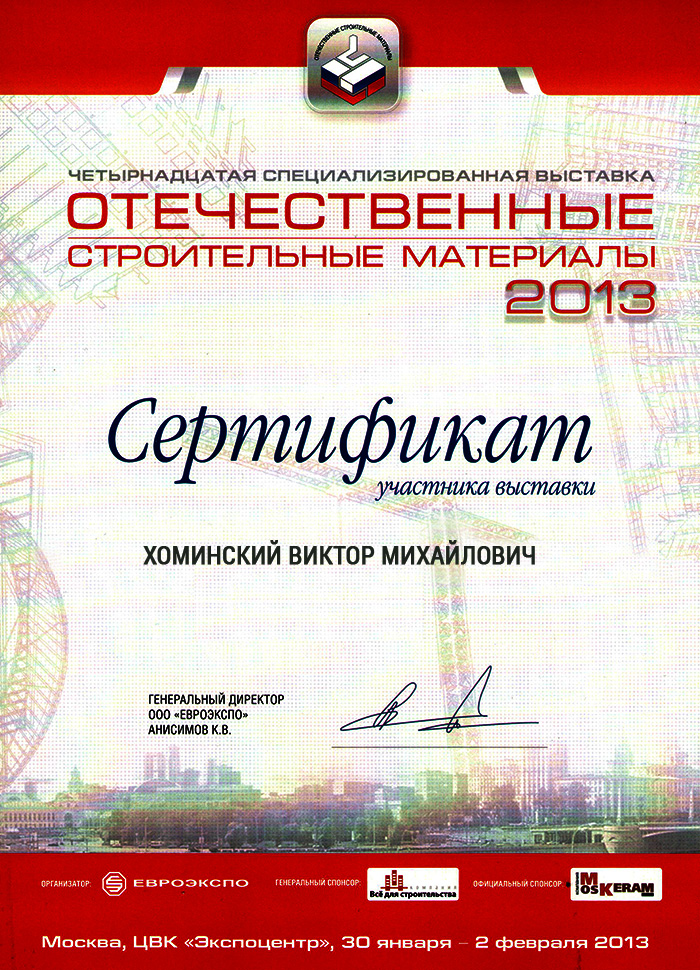 ОТЕЧЕСТВЕННЫЕ СТРОИТЕЛЬНЫЕ МАТЕРИАЛЫ
ЧЕТЫРНАДЦАТАЯ СПЕЦИАЛИЗИРОВАННАЯ ВЫСТАВКА
ОТЕЧЕСТВЕННЫЕ
СТРОИТЕЛЬНЫЕ МАТЕРИАЛЫ
2013
Сертификат
участника выставки
ХОМИНСКИЙ ВИКТОР МИХАЙЛОВИЧ
ГЕНЕРАЛЬНЫЙ ДИРЕКТОР
ООО «ЕВРОЭКСПО»
АНИСИМОВ К.В.
ОРГАНИЗАТОР: ЕВРОЭКСПО ГЕНЕРАЛЬНЫЙ СПОНСОР: КОМПАНИЯ Всё для строительства ОФИЦИАЛЬНЫЙ СПОНСОР: MosKeram
Москва, ЦВК «Экспоцентр», 30 января – 2 февраля 2013